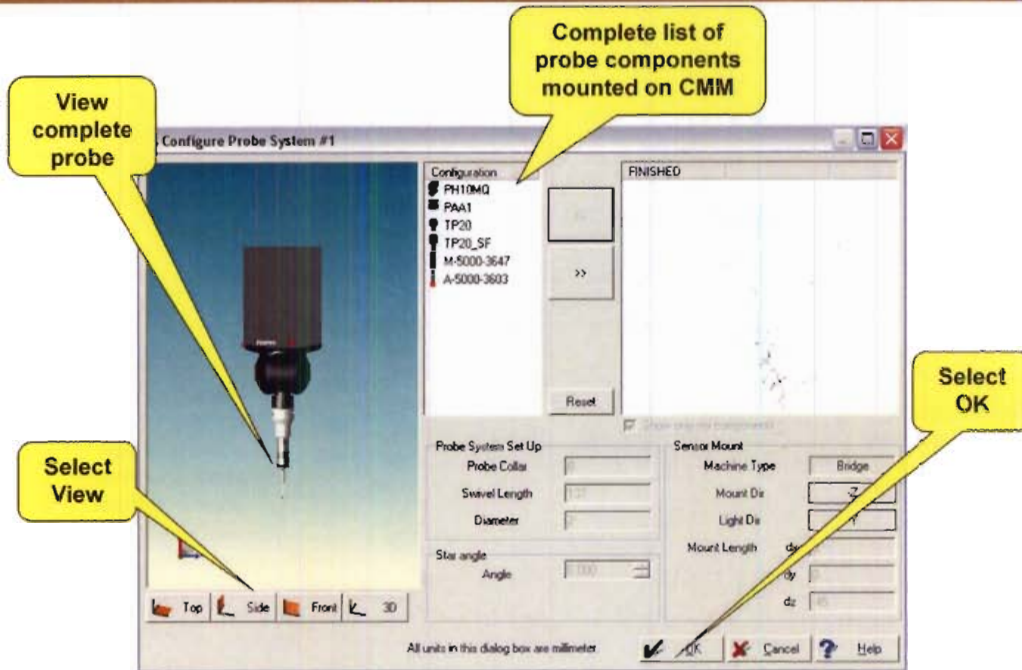 Complete list of
probe components
mounted on CMM
View
complete
probe
Configure Probe System #1
Configuration
PH10MQ
PAA1
TP20
TP20_SF
M-5000-3647
A-5000-3603
>>
Reset
FINISHED
Select
OK
Select
View
Probe System Set Up
Probe Collar
Swivel Length
Diameter
Star angle
Angle
Sensor Mount
Machine Type
Bridge
Mount Dir
-Z
Light Dir
Mount Length
dy
dz
Top
Side
Front
3D
All units in this dialog box are millimeter
OK
Cancel
Help